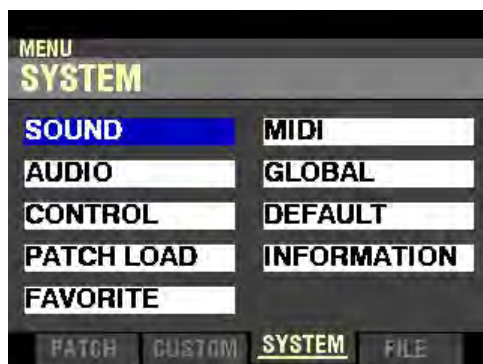 MENU
SYSTEM
SOUND
MIDI
AUDIO
GLOBAL
CONTROL
DEFAULT
PATCH LOAD
INFORMATION
FAVORITE
PATCH CUSTOM SYSTEM FILE